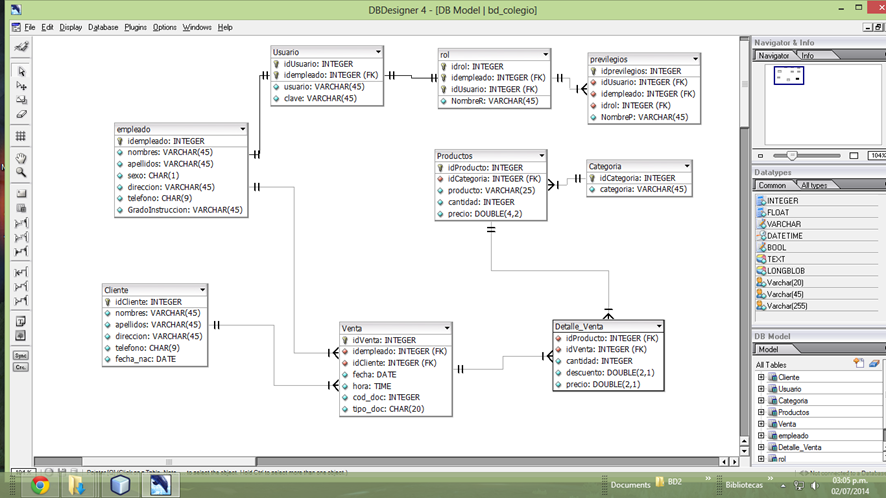 DBDesigner 4 - [DB Model | bd_colegio]
File Edit Display Database Plugins Options Windows Help
Usuario
idUsuario: INTEGER
idempleado: INTEGER (FK)
usuario: VARCHAR(45)
clave: VARCHAR(45)
rol
idrol: INTEGER
idempleado: INTEGER (FK)
idUsuario: INTEGER (FK)
NombreR: VARCHAR(45)
previlegios
idprevilegios: INTEGER
idUsuario: INTEGER (FK)
idempleado: INTEGER (FK)
idrol: INTEGER (FK)
NombreP: VARCHAR(45)
empleado
idempleado: INTEGER
nombres: VARCHAR(45)
apellidos: VARCHAR(45)
sexo: CHAR(1)
direccion: VARCHAR(45)
telefono: CHAR(9)
GradoInstruccion: VARCHAR(45)
Productos
idProducto: INTEGER
idCategoria: INTEGER (FK)
producto: VARCHAR(25)
cantidad: INTEGER
precio: DOUBLE(4,2)
Categoria
idCategoria: INTEGER
categoria: VARCHAR(45)
Cliente
idCliente: INTEGER
nombres: VARCHAR(45)
apellidos: VARCHAR(45)
direccion: VARCHAR(45)
telefono: CHAR(9)
fecha_nac: DATE
Venta
idVenta: INTEGER
idempleado: INTEGER (FK)
idCliente: INTEGER (FK)
fecha: DATE
hora: TIME
cod_doc: INTEGER
tipo_doc: CHAR(20)
Detalle_Venta
idProducto: INTEGER (FK)
idVenta: INTEGER (FK)
cantidad: INTEGER
descuento: DOUBLE(2,1)
precio: DOUBLE(2,1)
Navigator & Info
Navigator Info
104
Datatypes
Common All types
INTEGER
FLOAT
VARCHAR
DATETIME
BOOL
TEXT
LONGBLOB
Varchar(20)
Varchar(45)
Varchar(255)
DB Model
Model
All Tables
Cliente
Usuario
Categoria
Productos
Venta
empleado
Detalle_Venta
rol
Sync
Documents BD2 Bibliotecas
03:05 p.m.
02/07/2014